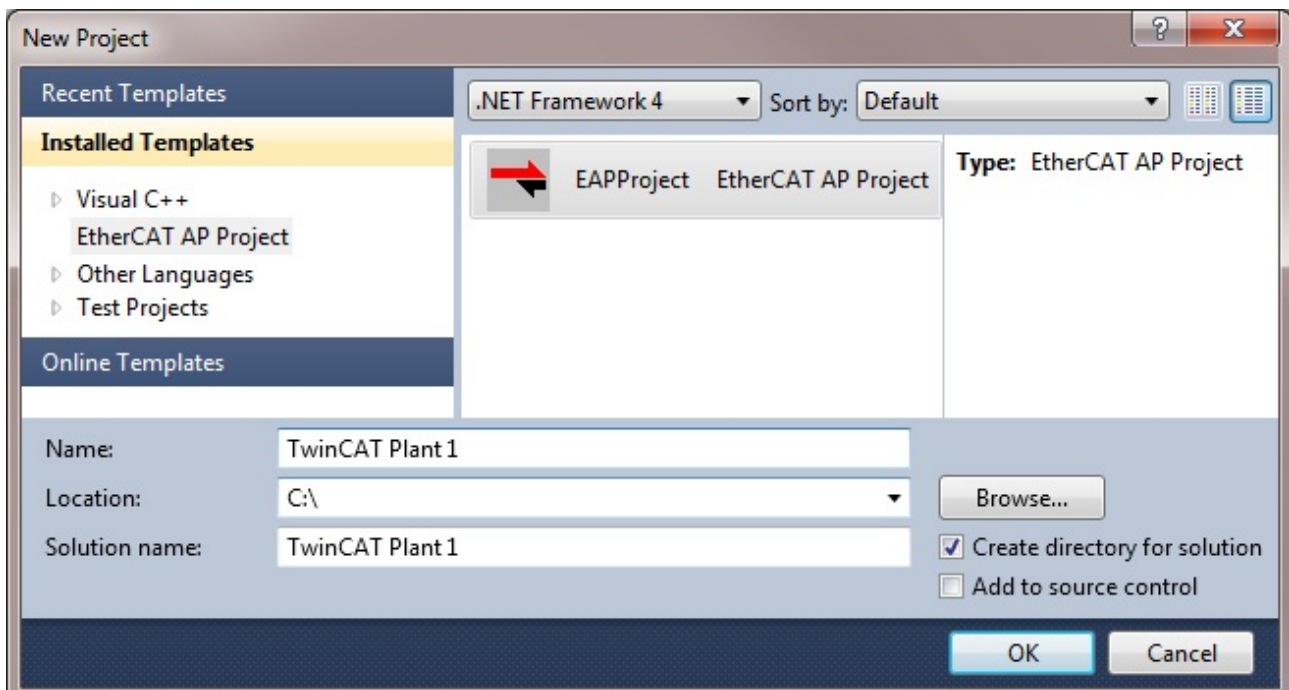 New Project
?
Recent Templates
Installed Templates
Visual C++
EtherCAT AP Project
Other Languages
Test Projects
Online Templates
.NET Framework 4 Sort by: Default
EAPProject EtherCAT AP Project
Type: EtherCAT AP Project
Name: TwinCAT Plant 1
Location: C:\
Browse...
Solution name: TwinCAT Plant 1
Create directory for solution
Add to source control
OK Cancel